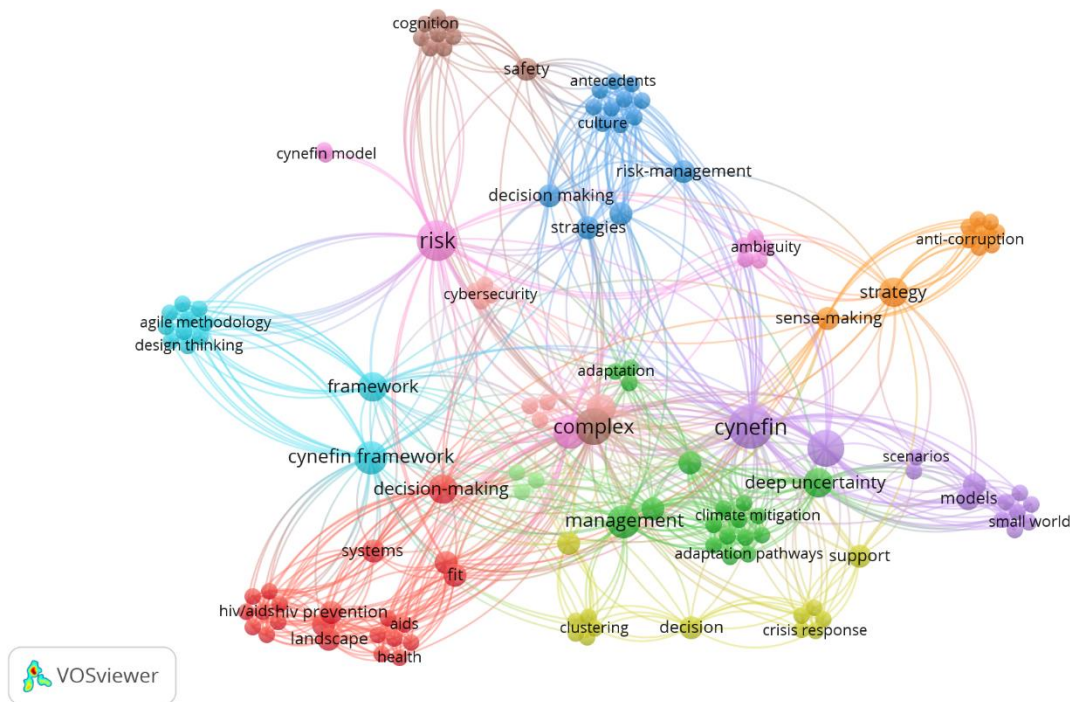 cognition
safety
antecedents
culture
cynefin model
risk-management
decision making
strategies
risk
ambiguity
anti-corruption
cybersecurity
strategy
sense-making
agile methodology
design thinking
adaptation
framework
complex
cynefin
cynefin framework
scenarios
decision-making
deep uncertainty
models
climate mitigation
small world
management
systems
adaptation pathways
support
fit
hiv/aids
hiv prevention
aids
clustering
decision
crisis response
landscape
health
VOSviewer